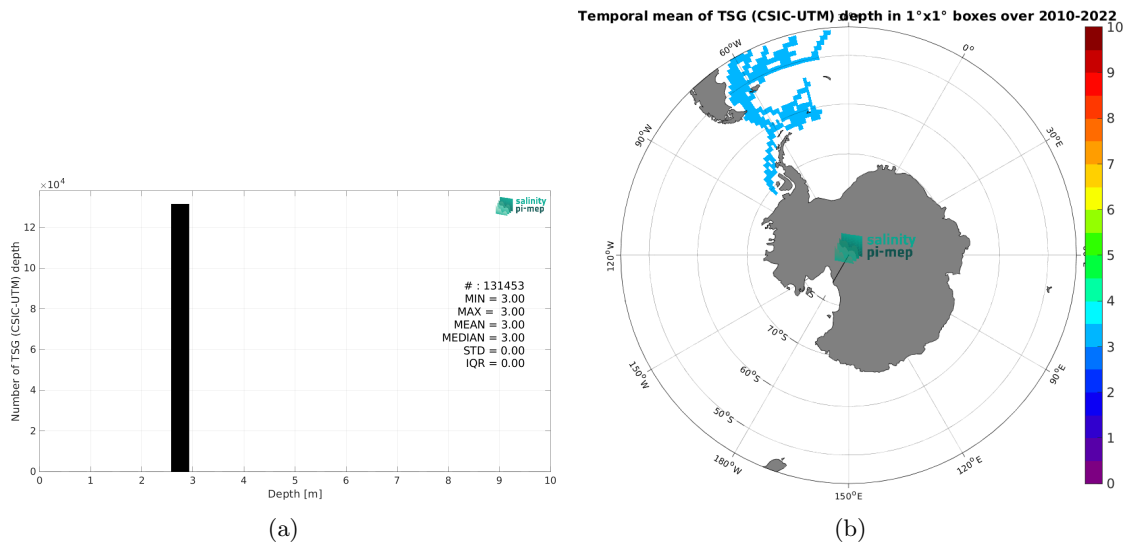 Temporal mean of TSG (CSIC-UTM) depth in 1°x1° boxes over 2010-2022
×10⁴
12
10
8
6
4
2
0
Number of TSG (CSIC-UTM) depth
salinity
pi-mep
# : 131453
MIN = 3.00
MAX = 3.00
MEAN = 3.00
MEDIAN = 3.00
STD = 0.00
IQR = 0.00
0 1 2 3 4 5 6 7 8 9 10
Depth [m]
(a)
60°W
0°
30°E
90°E
120°E
150°E
180°W
150°W
120°W
90°W
50°S
60°S
70°S
salinity
pi-mep
10
9
8
7
6
5
4
3
2
1
0
(b)